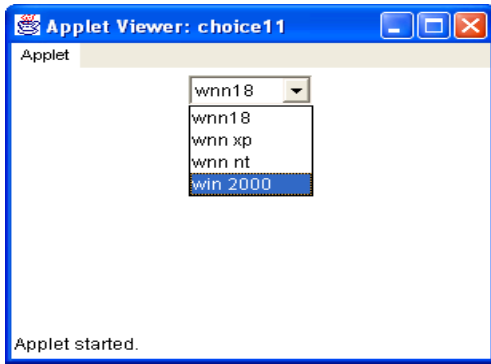 Applet Viewer: choice11
Applet
wnn18
wnn18
wnn xp
wnn nt
win 2000
Applet started.